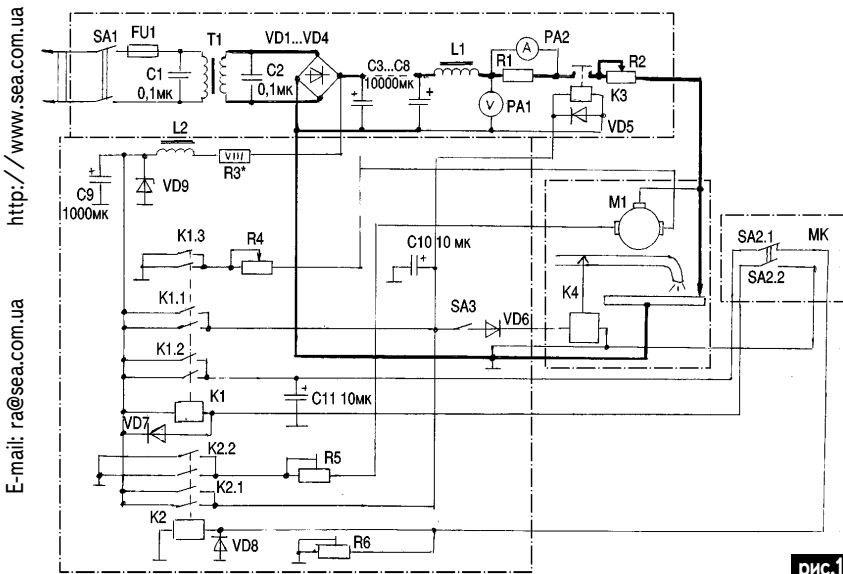 http://www.sea.com.ua
E-mail: ra@sea.com.ua
SA1
FU1
T1
VD1...VD4
C1
0,1мк
C2
0,1мк
C3...C8
10000мк
L1
PA2
A
R1
R2
V
PA1
K3
VD5
L2
R3*
C9
1000мк
VD9
K1.3
R4
C10 10 мк
M1
K1.1
SA3
VD6
K4
SA2.1
SA2.2
МК
K1.2
C11 10мк
K1
VD7
K2.2
K2.1
R5
K2
VD8
R6
рис.1